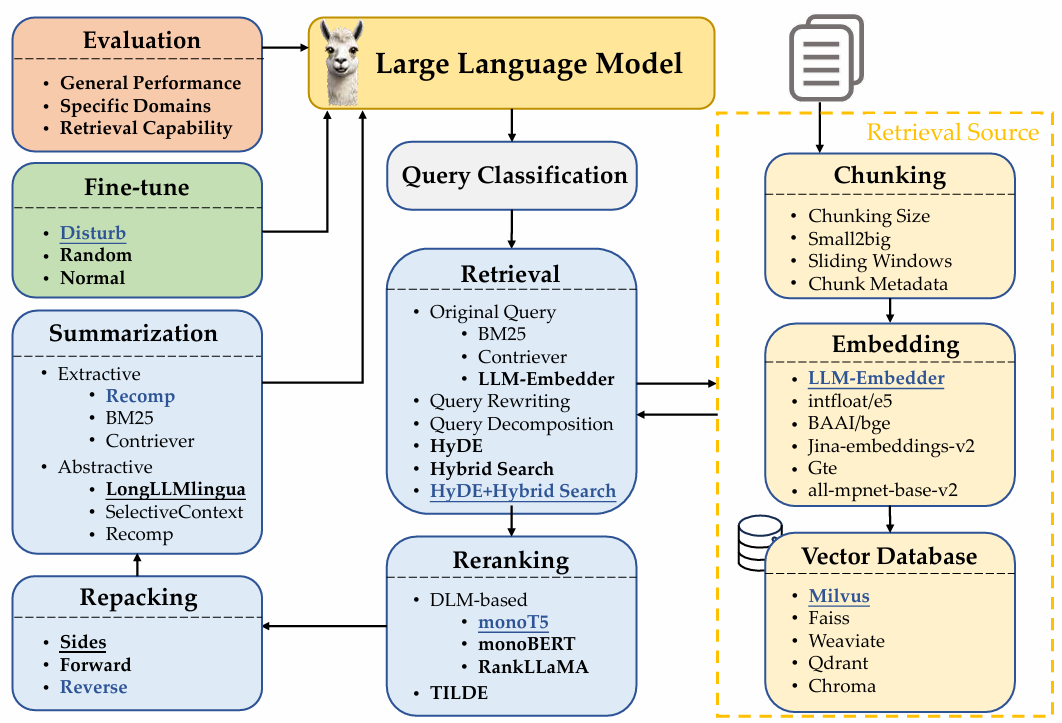 Evaluation
• General Performance
• Specific Domains
• Retrieval Capability
Large Language Model
Fine-tune
• Disturb
• Random
• Normal
Query Classification
Summarization
• Extractive
• Recomp
• BM25
• Contriever
• Abstractive
• LongLLMlingua
• SelectiveContext
• Recomp
Repacking
• Sides
• Forward
• Reverse
Retrieval
• Original Query
• BM25
• Contriever
• LLM-Embedder
• Query Rewriting
• Query Decomposition
• HyDE
• Hybrid Search
• HyDE+Hybrid Search
Reranking
• DLM-based
• monoT5
• monoBERT
• RankLLaMA
• TILDE
Retrieval Source
Chunking
• Chunking Size
• Small2big
• Sliding Windows
• Chunk Metadata
Embedding
• LLM-Embedder
• intfloat/e5
• BAAI/bge
• Jina-embeddings-v2
• Gte
• all-mpnet-base-v2
Vector Database
• Milvus
• Faiss
• Weaviate
• Qdrant
• Chroma